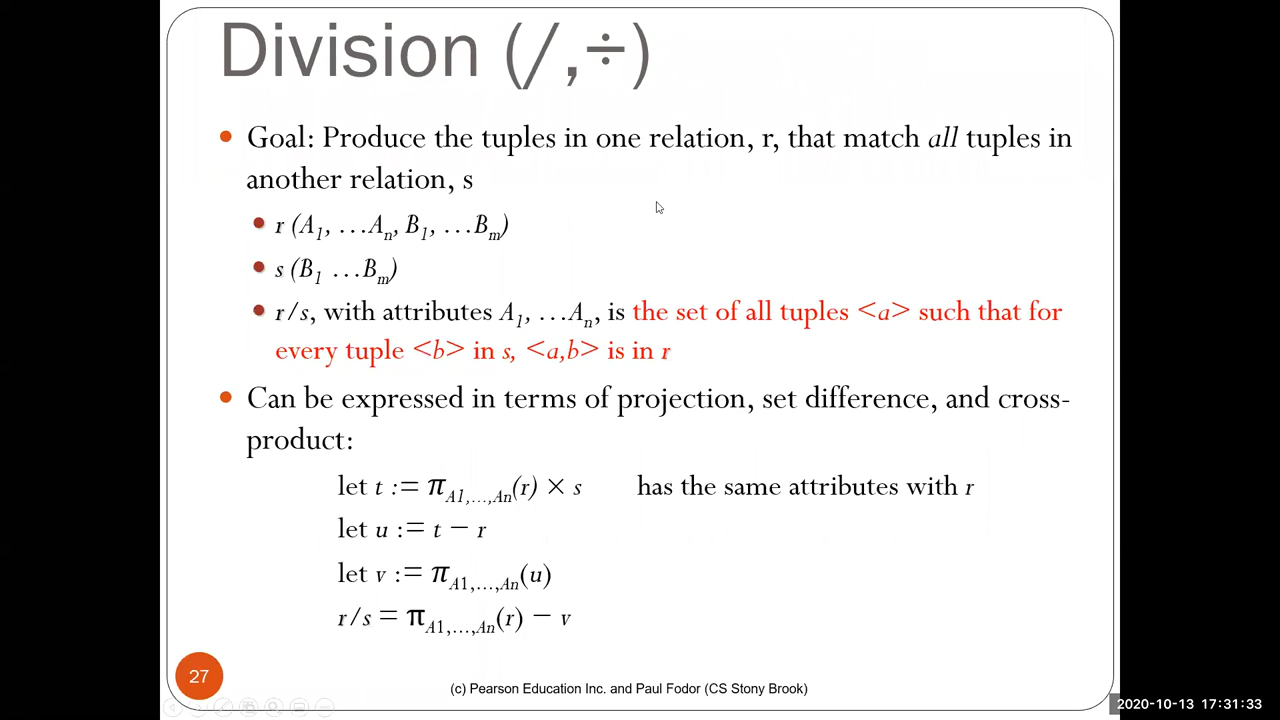 Division (/,÷)
• Goal: Produce the tuples in one relation, r, that match all tuples in
another relation, s
• r (A1, …An, B1, …Bm)
• s (B1 …Bm)
• r/s, with attributes A1, …An, is the set of all tuples <a> such that for
every tuple <b> in s, <a,b> is in r
• Can be expressed in terms of projection, set difference, and cross-
product:
let t := πA1,…,An(r) × s has the same attributes with r
let u := t − r
let v := πA1,…,An(u)
r/s = πA1,…,An(r) − v
27
(c) Pearson Education Inc. and Paul Fodor (CS Stony Brook)
2020-10-13 17:31:33